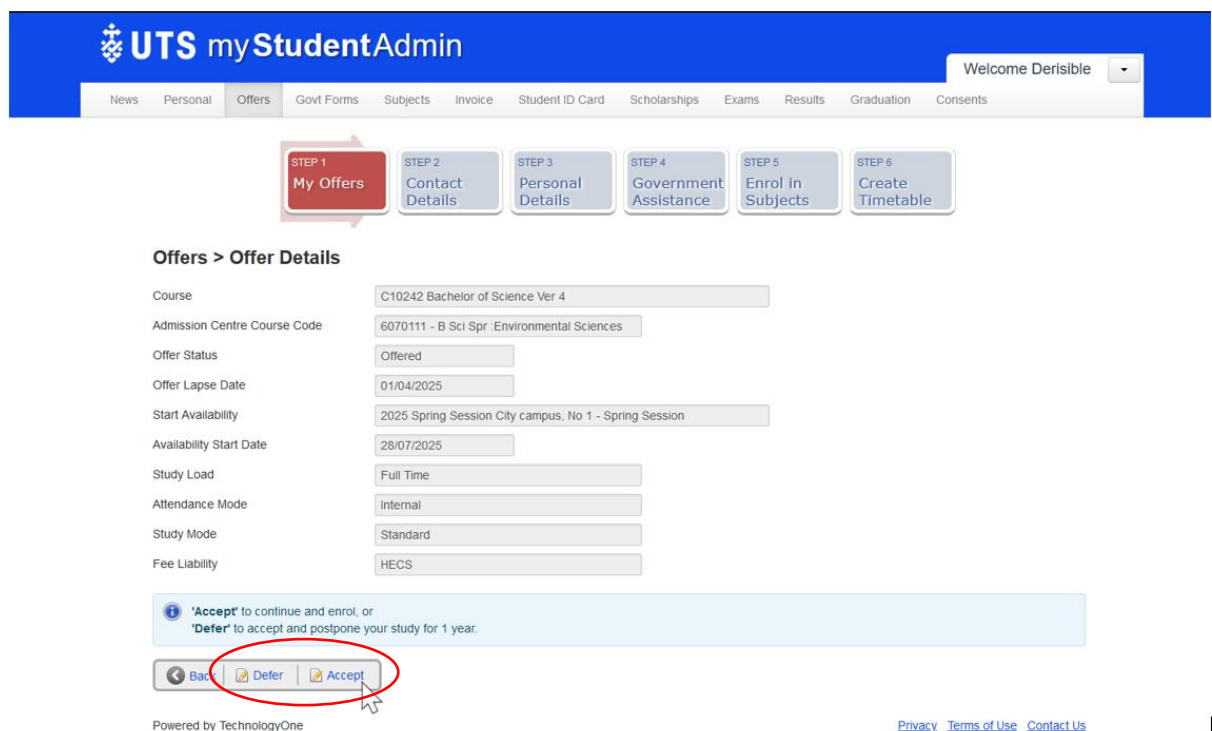 UTS myStudentAdmin
Welcome Derisible
News Personal Offers Govt Forms Subjects Invoice Student ID Card Scholarships Exams Results Graduation Consents
STEP 1 STEP 2 STEP 3 STEP 4 STEP 5 STEP 6
My Offers Contact Personal Government Enrol in Create
Details Details Assistance Subjects Timetable
Offers > Offer Details
Course C10242 Bachelor of Science Ver 4
Admission Centre Course Code 6070111 - B Sci Spr :Environmental Sciences
Offer Status Offered
Offer Lapse Date 01/04/2025
Start Availability 2025 Spring Session City campus, No 1 - Spring Session
Availability Start Date 28/07/2025
Study Load Full Time
Attendance Mode Internal
Study Mode Standard
Fee Liability HECS
'Accept' to continue and enrol, or
'Defer' to accept and postpone your study for 1 year.
Back Defer Accept
Powered by TechnologyOne Privacy Terms of Use Contact Us